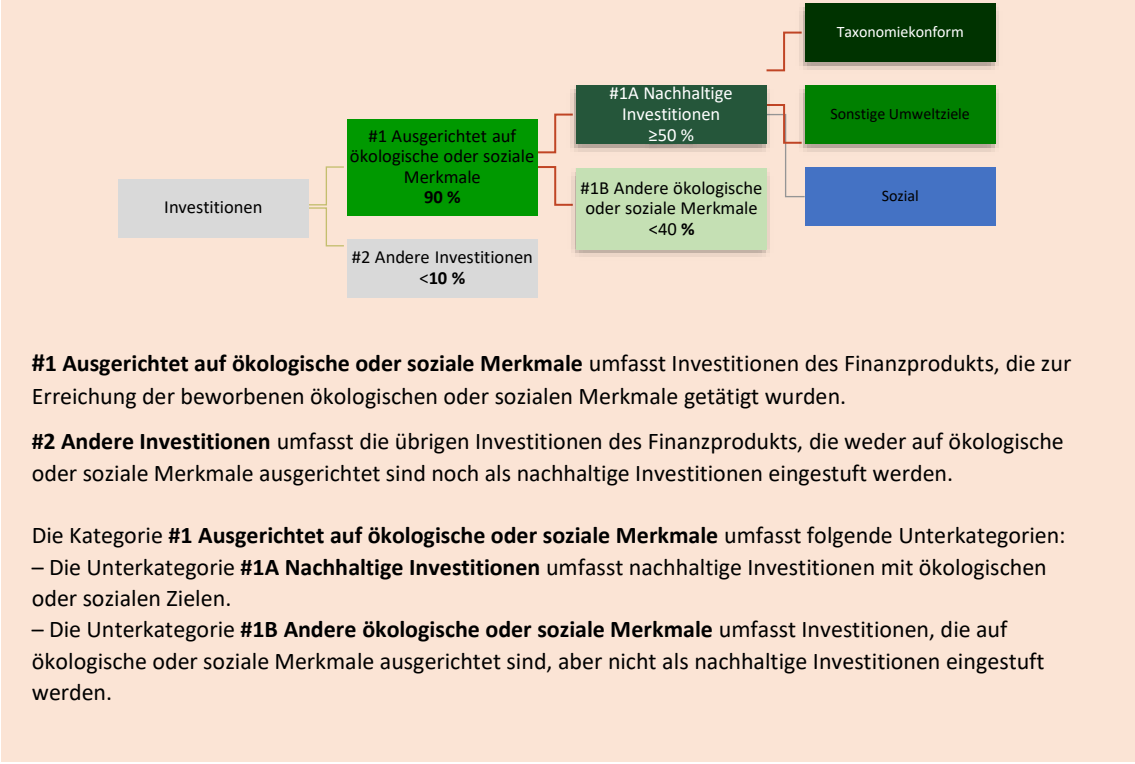 Taxonomiekonform
#1A Nachhaltige
Investitionen
≥50 %
Sonstige Umweltziele
#1 Ausgerichtet auf
ökologische oder soziale
Merkmale
90 %
#1B Andere ökologische
oder soziale Merkmale
<40 %
Sozial
Investitionen
#2 Andere Investitionen
<10 %
#1 Ausgerichtet auf ökologische oder soziale Merkmale umfasst Investitionen des Finanzprodukts, die zur
Erreichung der beworbenen ökologischen oder sozialen Merkmale getätigt wurden.
#2 Andere Investitionen umfasst die übrigen Investitionen des Finanzprodukts, die weder auf ökologische
oder soziale Merkmale ausgerichtet sind noch als nachhaltige Investitionen eingestuft werden.
Die Kategorie #1 Ausgerichtet auf ökologische oder soziale Merkmale umfasst folgende Unterkategorien:
– Die Unterkategorie #1A Nachhaltige Investitionen umfasst nachhaltige Investitionen mit ökologischen
oder sozialen Zielen.
– Die Unterkategorie #1B Andere ökologische oder soziale Merkmale umfasst Investitionen, die auf
ökologische oder soziale Merkmale ausgerichtet sind, aber nicht als nachhaltige Investitionen eingestuft
werden.